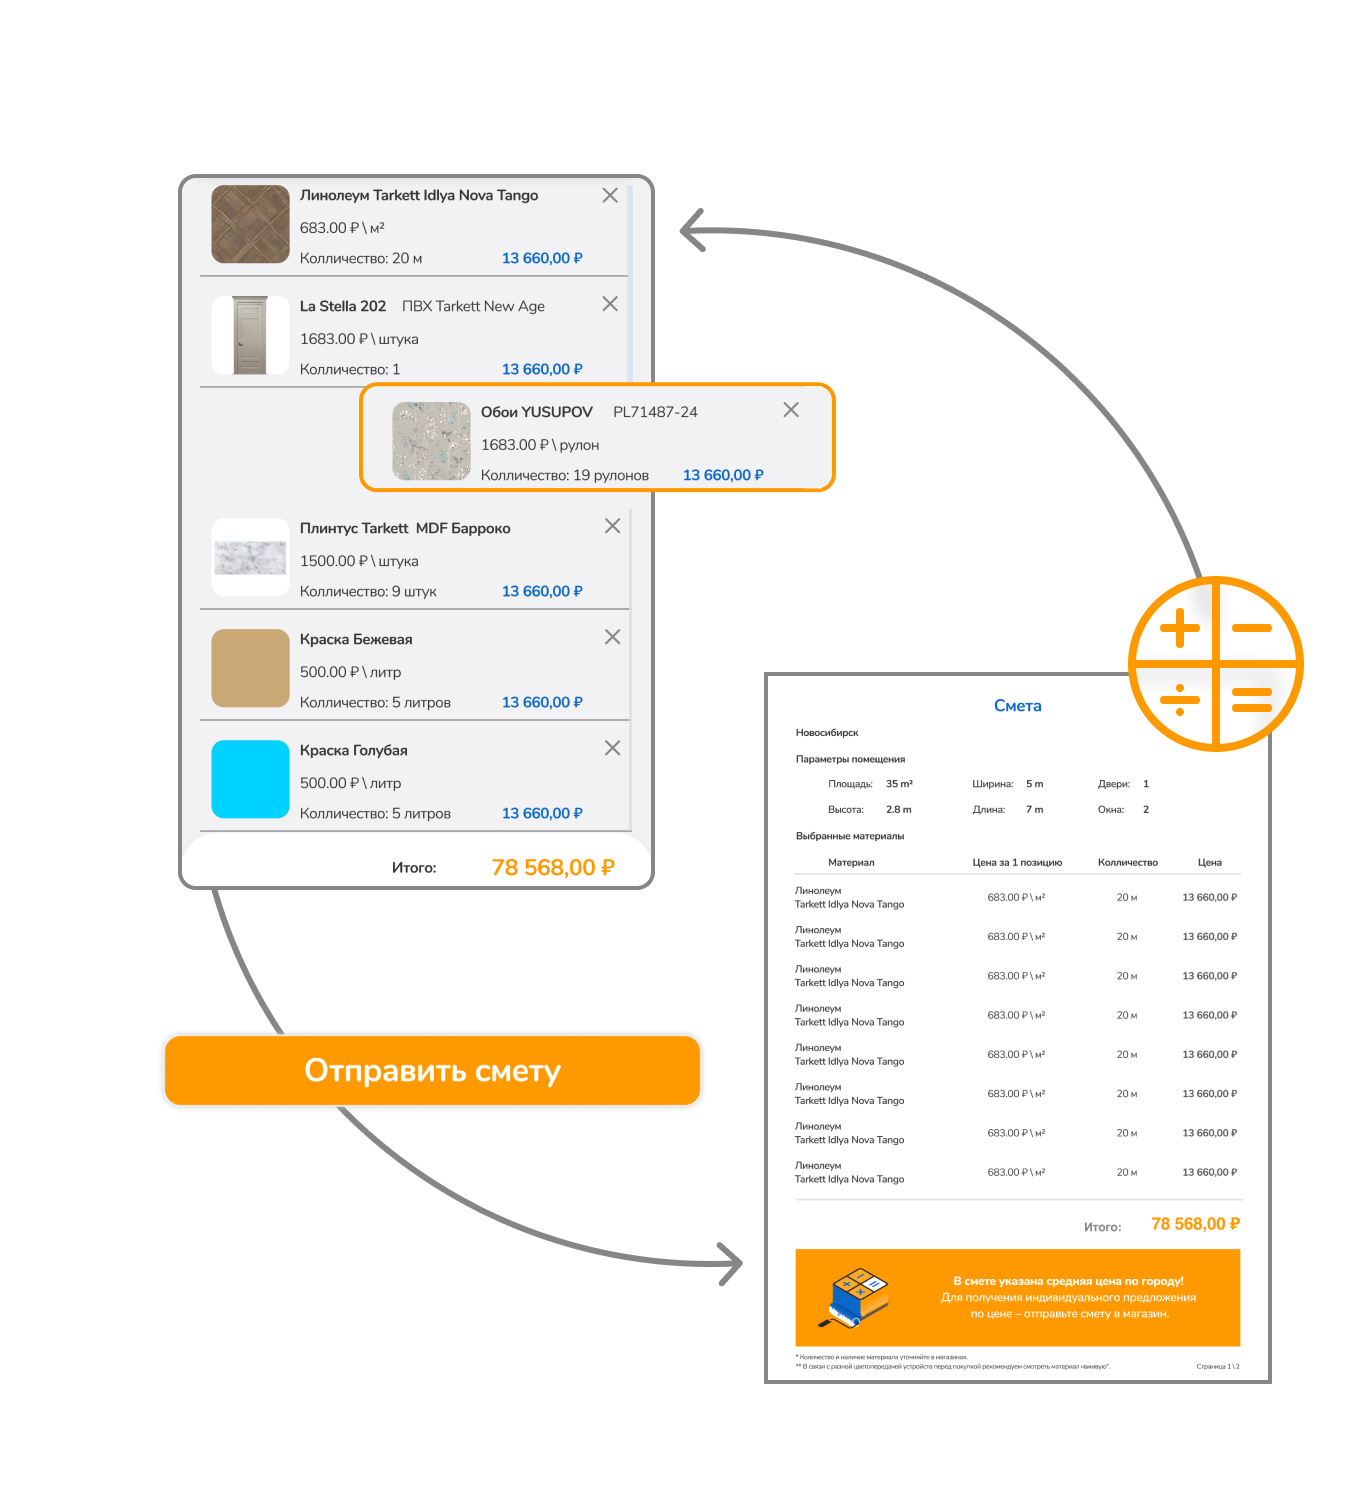 Линолеум Tarkett Idlya Nova Tango
683.00 ₽ \ м²
Колличество: 20 м 13 660,00 ₽
La Stella 202 ПВХ Tarkett New Age
1683.00 ₽ \ штука
Колличество: 1 13 660,00 ₽
Обои YUSUPOV PL71487-24
1683.00 ₽ \ рулон
Колличество: 19 рулонов 13 660,00 ₽
Плинтус Tarkett MDF Барроко
1500.00 ₽ \ штука
Колличество: 9 штук 13 660,00 ₽
Краска Бежевая
500.00 ₽ \ литр
Колличество: 5 литров 13 660,00 ₽
Краска Голубая
500.00 ₽ \ литр
Колличество: 5 литров 13 660,00 ₽
Итого: 78 568,00 ₽
Отправить смету
Смета
Новосибирск
Параметры помещения
Площадь: 35 m² Ширина: 5 m Двери: 1
Высота: 2.8 m Длина: 7 m Окна: 2
Выбранные материалы
Материал Цена за 1 позицию Колличество Цена
Линолеум
Tarkett Idlya Nova Tango 683.00 ₽ \ м² 20 м 13 660,00 ₽
Линолеум
Tarkett Idlya Nova Tango 683.00 ₽ \ м² 20 м 13 660,00 ₽
Линолеум
Tarkett Idlya Nova Tango 683.00 ₽ \ м² 20 м 13 660,00 ₽
Линолеум
Tarkett Idlya Nova Tango 683.00 ₽ \ м² 20 м 13 660,00 ₽
Линолеум
Tarkett Idlya Nova Tango 683.00 ₽ \ м² 20 м 13 660,00 ₽
Линолеум
Tarkett Idlya Nova Tango 683.00 ₽ \ м² 20 м 13 660,00 ₽
Линолеум
Tarkett Idlya Nova Tango 683.00 ₽ \ м² 20 м 13 660,00 ₽
Линолеум
Tarkett Idlya Nova Tango 683.00 ₽ \ м² 20 м 13 660,00 ₽
Итого: 78 568,00 ₽
В смете указана средняя цена по городу!
Для получения индивидуального предложения
по цене – отправьте смету в магазин.
* Количество и наличие материала уточняйте в магазинах.
** В связи с разной цветопередачей устройств перед покупкой рекомендуем смотреть материал «вживую". Страница 1 \ 2